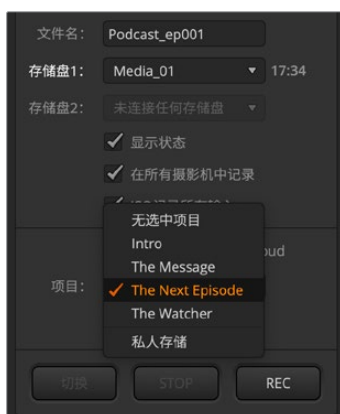 文件名： Podcast_ep001
存储盘1： Media_01 17:34
存储盘2： 未连接任何存储盘
显示状态
在所有摄影机中记录
无选中项目
Intro
The Message
项目： The Next Episode
The Watcher
私人存储
切换 STOP REC